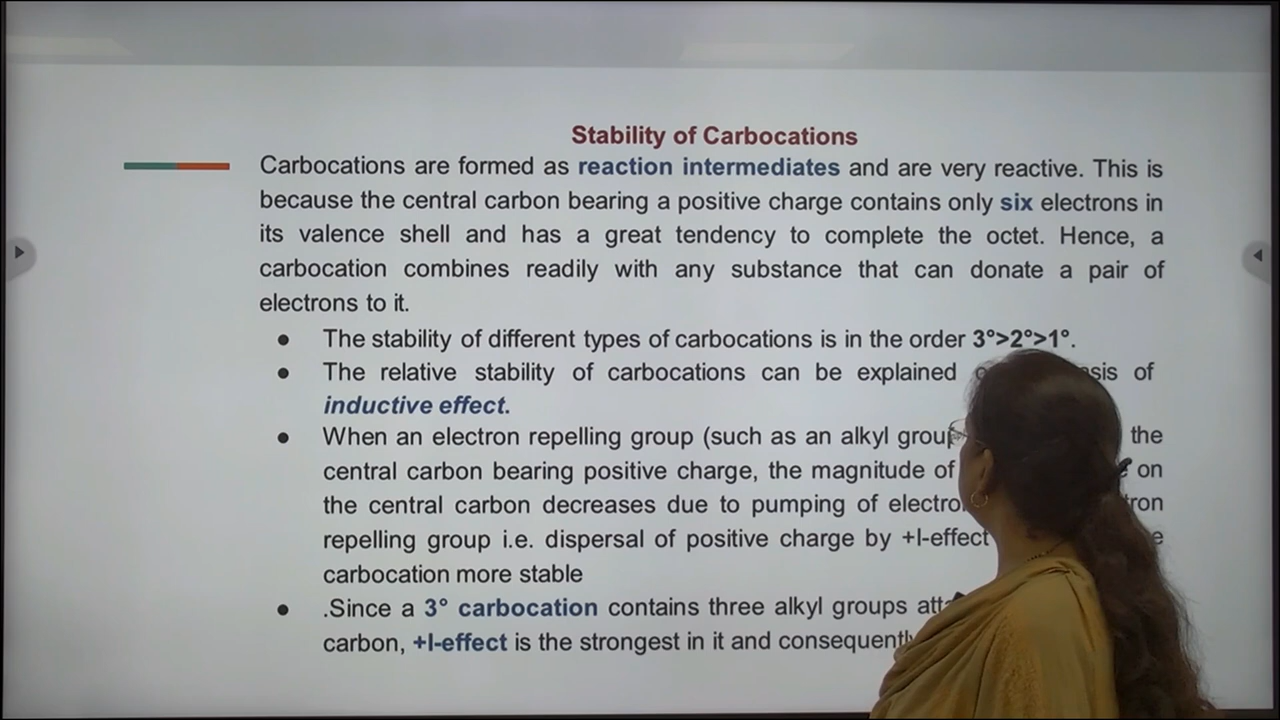 Stability of Carbocations
Carbocations are formed as reaction intermediates and are very reactive. This is
because the central carbon bearing a positive charge contains only six electrons in
its valence shell and has a great tendency to complete the octet. Hence, a
carbocation combines readily with any substance that can donate a pair of
electrons to it.
● The stability of different types of carbocations is in the order 3°>2°>1°.
● The relative stability of carbocations can be explained of
inductive effect.
● When an electron repelling group (such as an alkyl group the
central carbon bearing positive charge, the magnitude of on
the central carbon decreases due to pumping of
repelling group i.e. dispersal of positive charge by +I-effect
carbocation more stable
● .Since a 3° carbocation contains three alkyl groups
carbon, +I-effect is the strongest in it and consequently